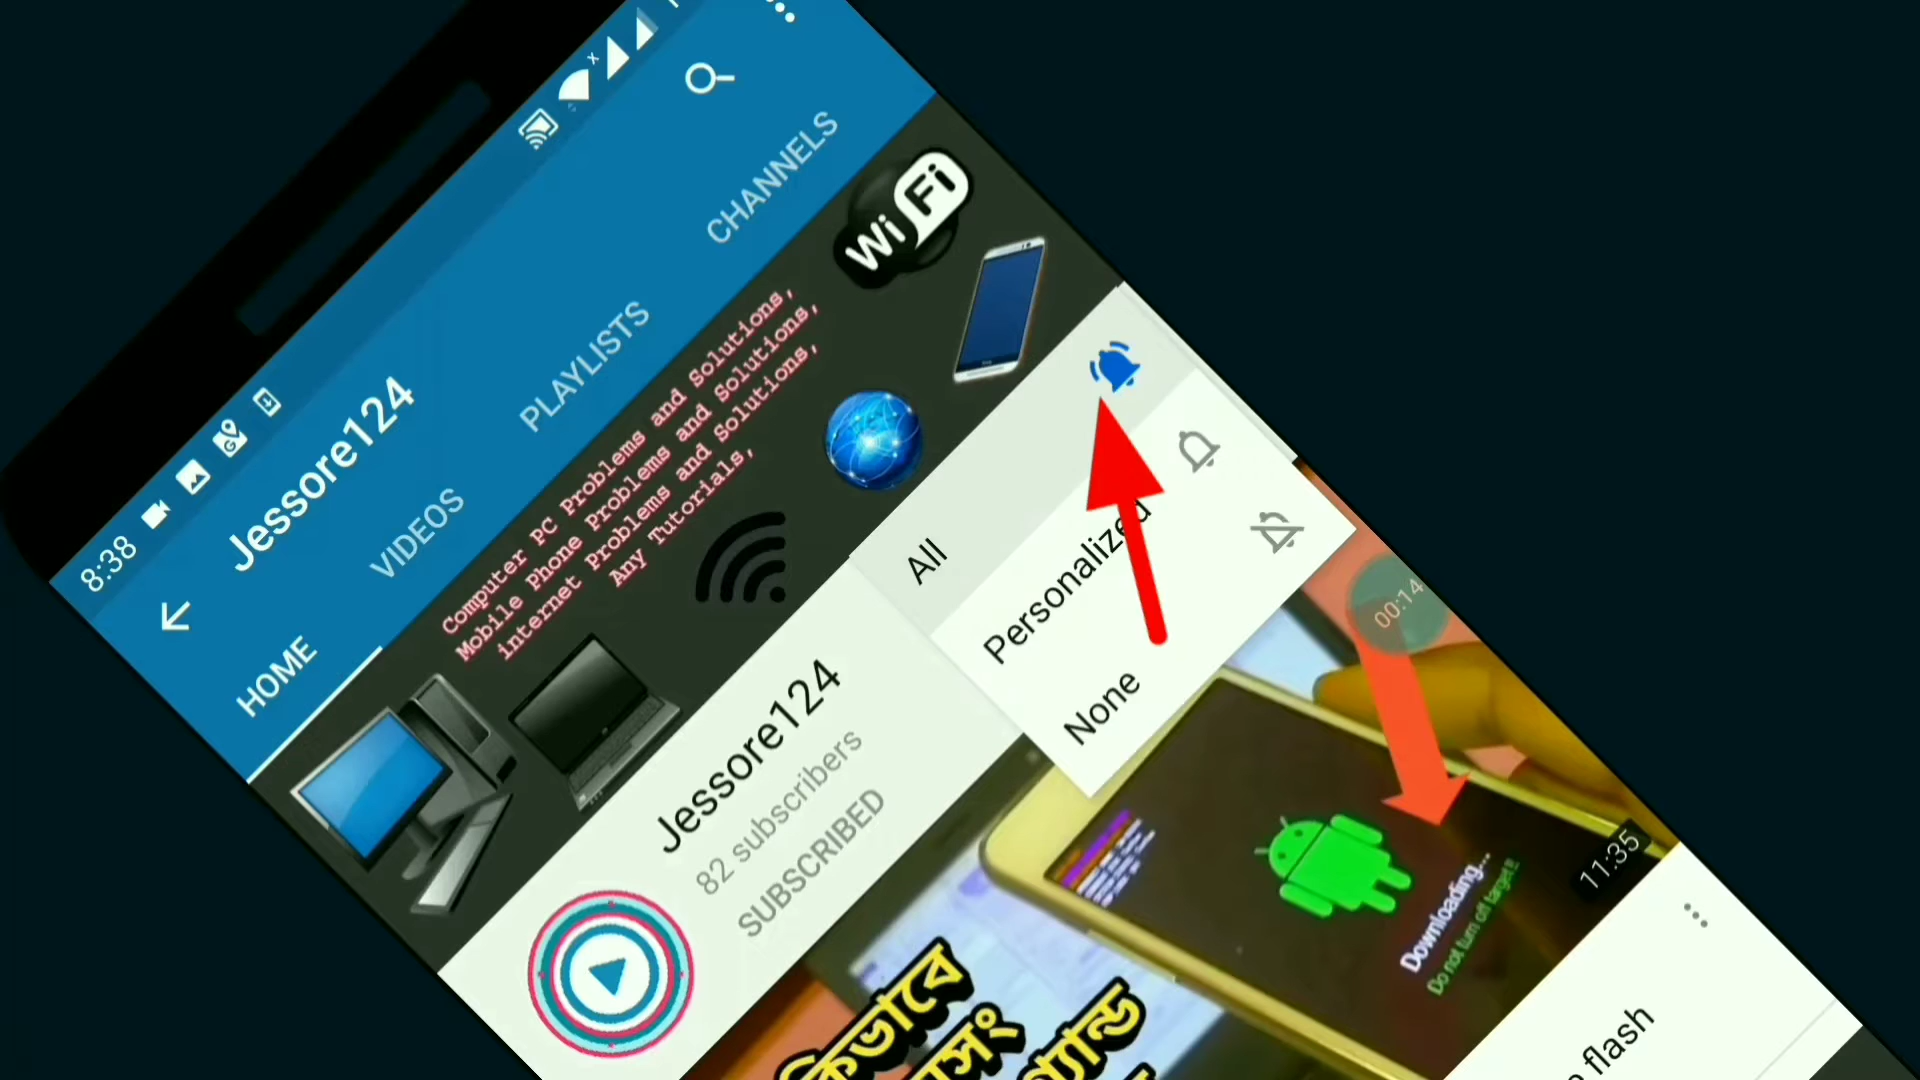 8:38
Jessore124
HOME
VIDEOS
PLAYLISTS
CHANNELS
Computer PC Problems and Solutions,
Mobile Phone Problems and Solutions,
internet Problems and Solutions,
Any Tutorials,
Wi Fi
Jessore124
82 subscribers
SUBSCRIBED
All
Personalized
None
00:14
Downloading...
Do not turn off target!!
11:35
কিভাবে
flash